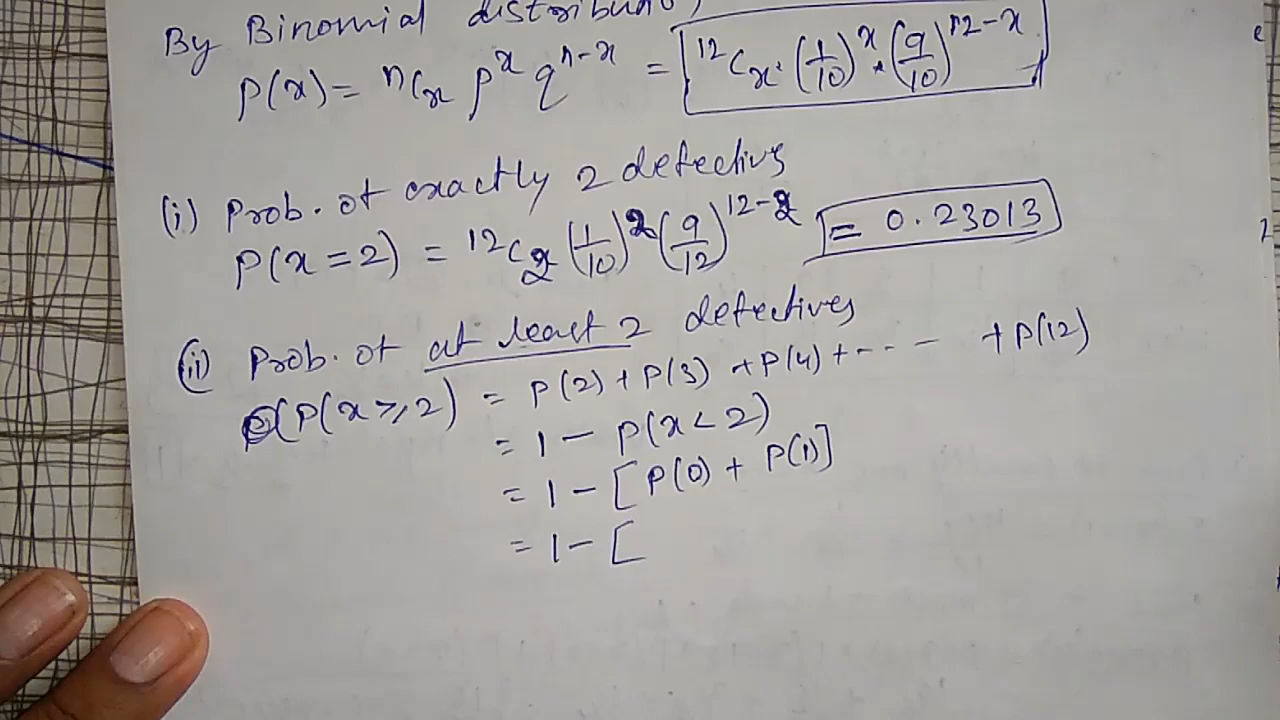 By Binomial distribution,
P(x) = ⁿCₓ pˣ qⁿ⁻ˣ = ¹²Cₓ · (1/10)ˣ · (9/10)¹²⁻ˣ
(i) Prob. of exactly 2 defectives
P(x=2) = ¹²C₂ (1/10)² (9/12)¹²⁻² = 0.23013
(ii) Prob. of at least 2 defectives
P(x ≥ 2) = P(2) + P(3) + P(4) + - - - + P(12)
= 1 − P(x < 2)
= 1 − [P(0) + P(1)]
= 1 − [